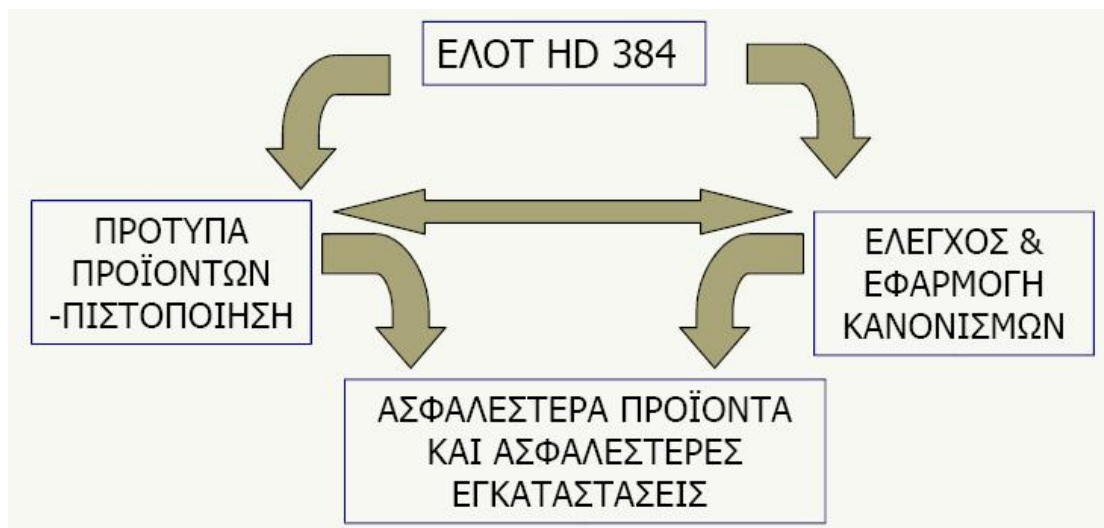 ΕΛΟΤ HD 384
ΠΡΟΤΥΠΑ
ΠΡΟΪΟΝΤΩΝ
-ΠΙΣΤΟΠΟΙΗΣΗ
ΕΛΕΓΧΟΣ &
ΕΦΑΡΜΟΓΗ
ΚΑΝΟΝΙΣΜΩΝ
ΑΣΦΑΛΕΣΤΕΡΑ ΠΡΟΪΟΝΤΑ
ΚΑΙ ΑΣΦΑΛΕΣΤΕΡΕΣ
ΕΓΚΑΤΑΣΤΑΣΕΙΣ